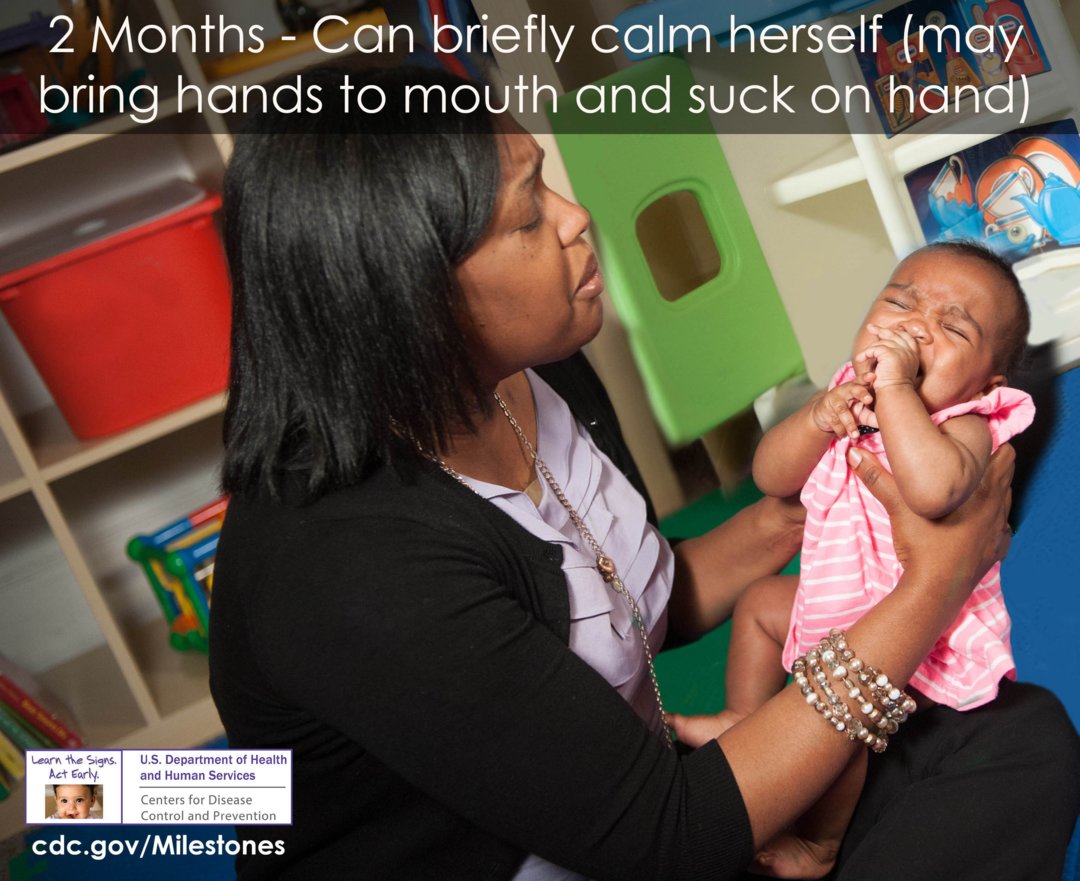 2 Months - Can briefly calm herself (may
bring hands to mouth and suck on hand)
Learn the Signs.
Act Early.
U.S. Department of Health
and Human Services
Centers for Disease
Control and Prevention
cdc.gov/Milestones